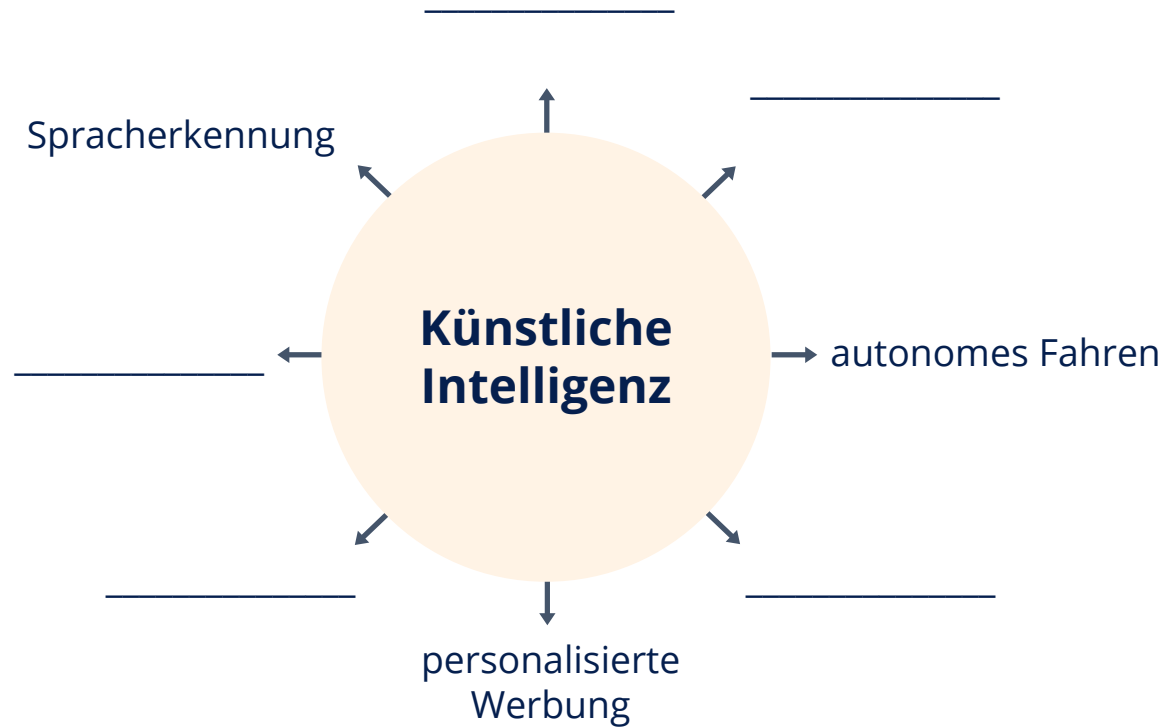 Spracherkennung
Künstliche
Intelligenz
autonomes Fahren
personalisierte
Werbung